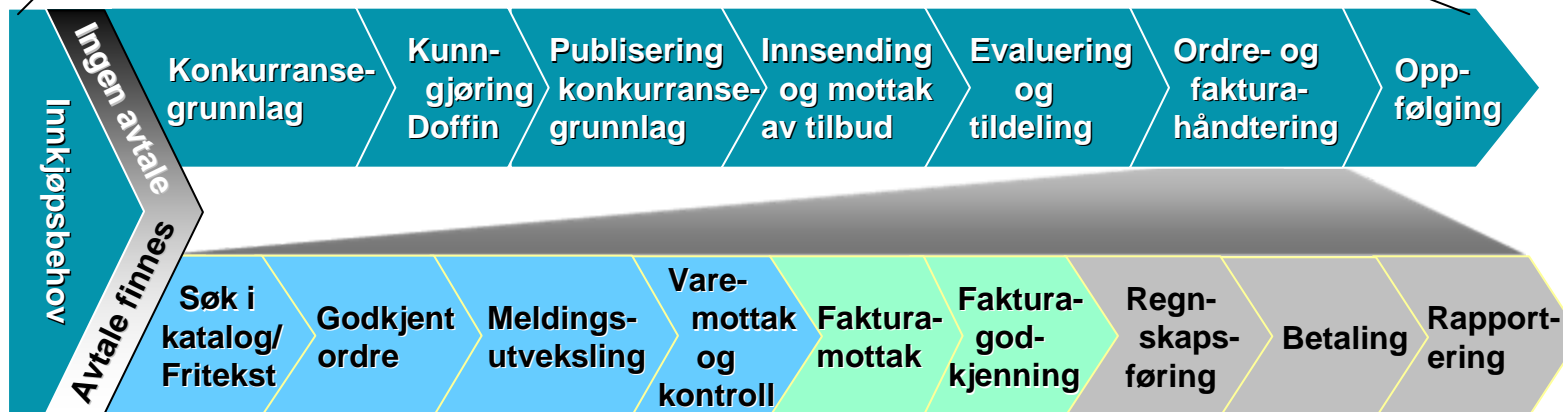 Innkjøpsbehov
Ingen avtale
Avtale finnes
Konkurranse-
grunnlag
Kunn-
gjøring
Doffin
Publisering
konkurranse-
grunnlag
Innsending
og mottak
av tilbud
Evaluering
og
tildeling
Ordre- og
faktura-
håndtering
Opp-
følging
Søk i
katalog/
Fritekst
Godkjent
ordre
Meldings-
utveksling
Vare-
mottak
og
kontroll
Faktura-
mottak
Faktura-
god-
kjenning
Regn-
skaps-
føring
Betaling
Rapport-
ering